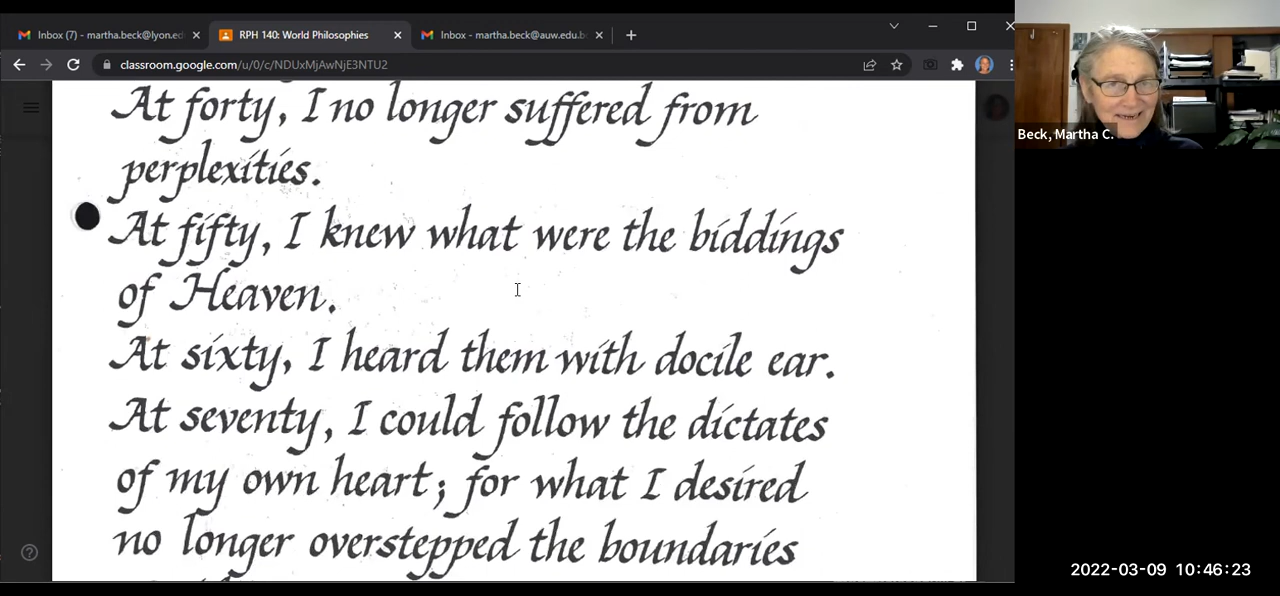 Inbox (7) - martha.beck@lyon.ed
RPH 140: World Philosophies
Inbox - martha.beck@auw.edu.b
classroom.google.com/u/0/c/NDUxMjAwNjE3NTU2
At forty, I no longer suffered from
perplexities.
At fifty, I knew what were the biddings
of Heaven.
At sixty, I heard them with docile ear.
At seventy, I could follow the dictates
of my own heart; for what I desired
no longer overstepped the boundaries
Beck, Martha C.
2022-03-09 10:46:23